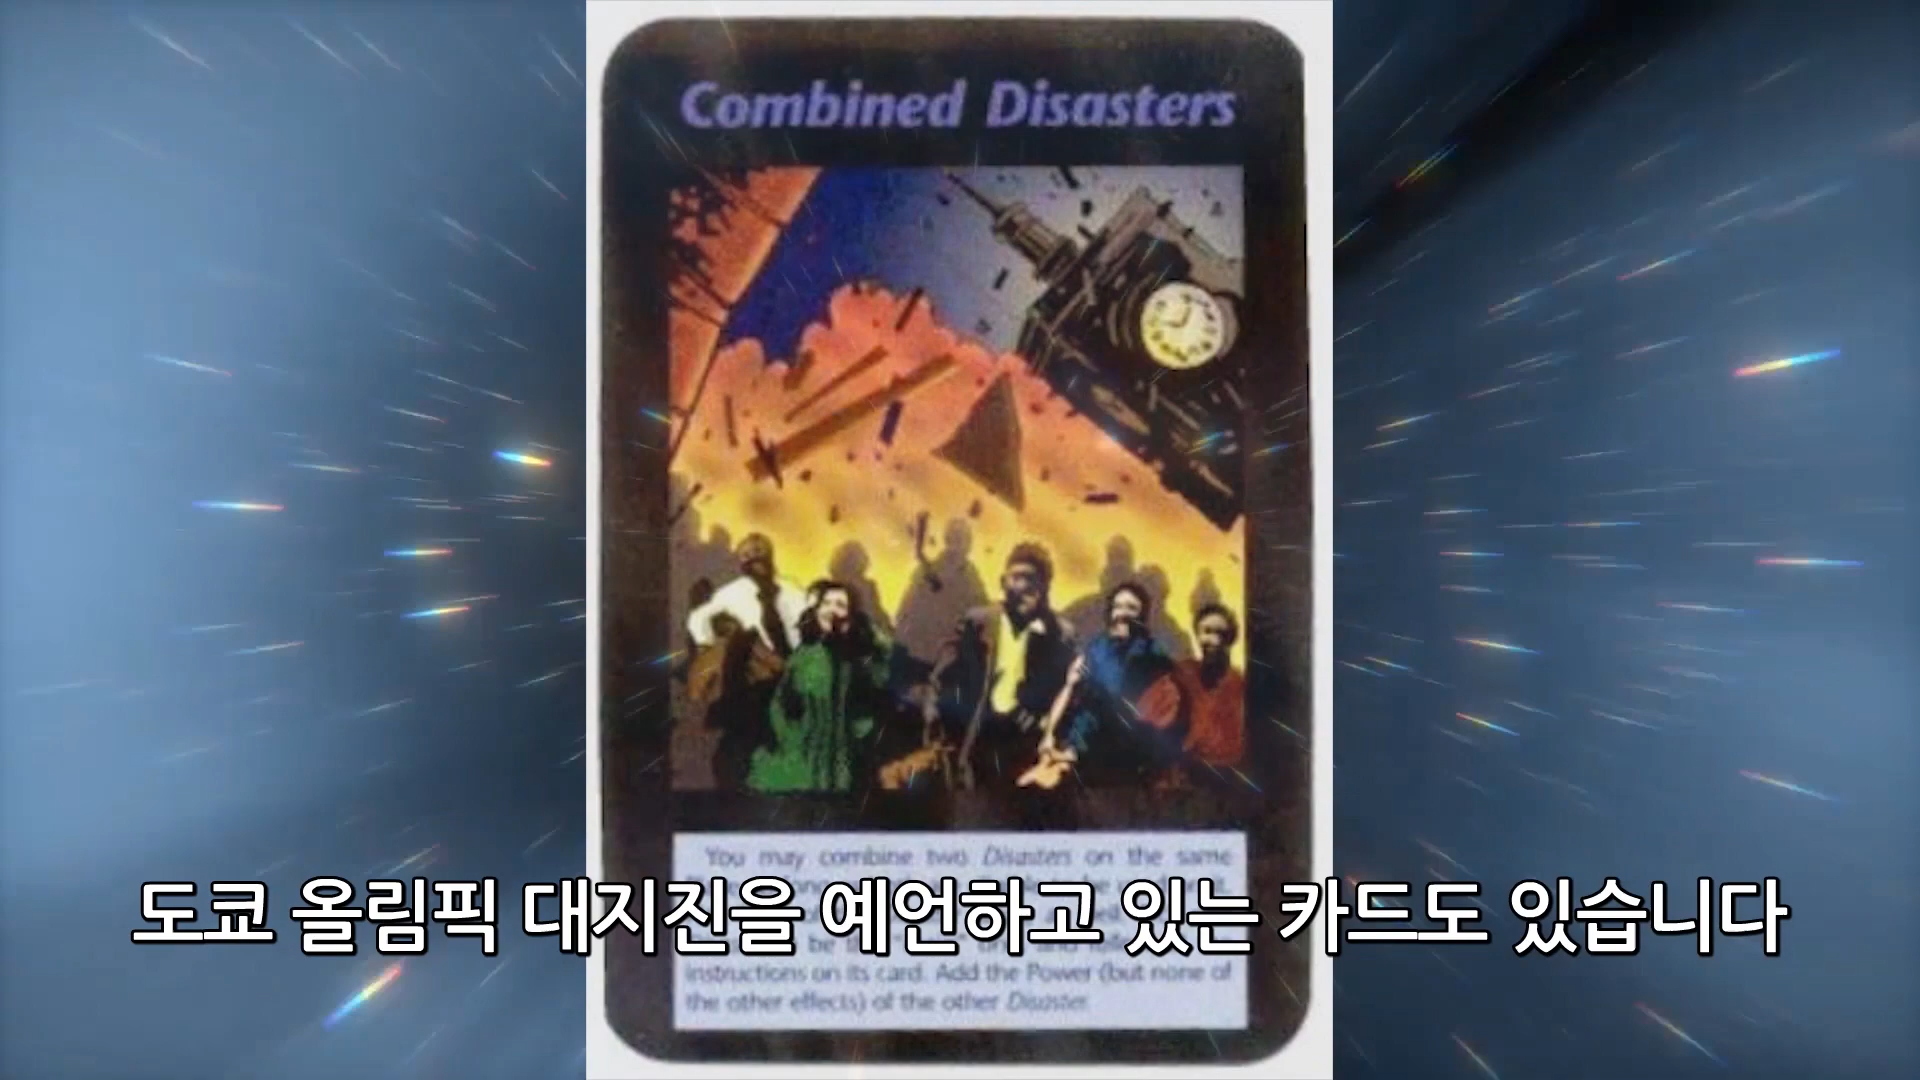 Combined Disasters
You may combine two Disasters on the same
도쿄 올림픽 대지진을 예언하고 있는 카드도 있습니다
be
instructions on its card. Add the Power (but none of
the other effects) of the other Disaster.